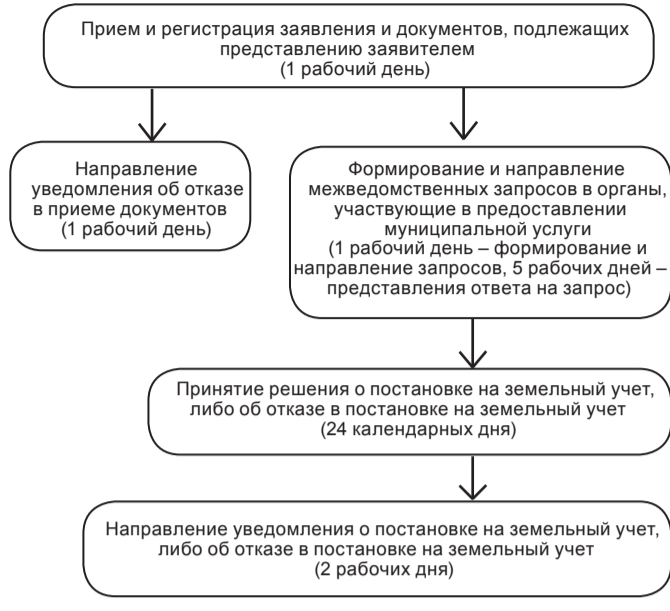 Прием и регистрация заявления и документов, подлежащих
представлению заявителем
(1 рабочий день)
Направление
уведомления об отказе
в приеме документов
(1 рабочий день)
Формирование и направление
межведомственных запросов в органы,
участвующие в предоставлении
муниципальной услуги
(1 рабочий день – формирование и
направление запросов, 5 рабочих дней –
представления ответа на запрос)
Принятие решения о постановке на земельный учет,
либо об отказе в постановке на земельный учет
(24 календарных дня)
Направление уведомления о постановке на земельный учет,
либо об отказе в постановке на земельный учет
(2 рабочих дня)